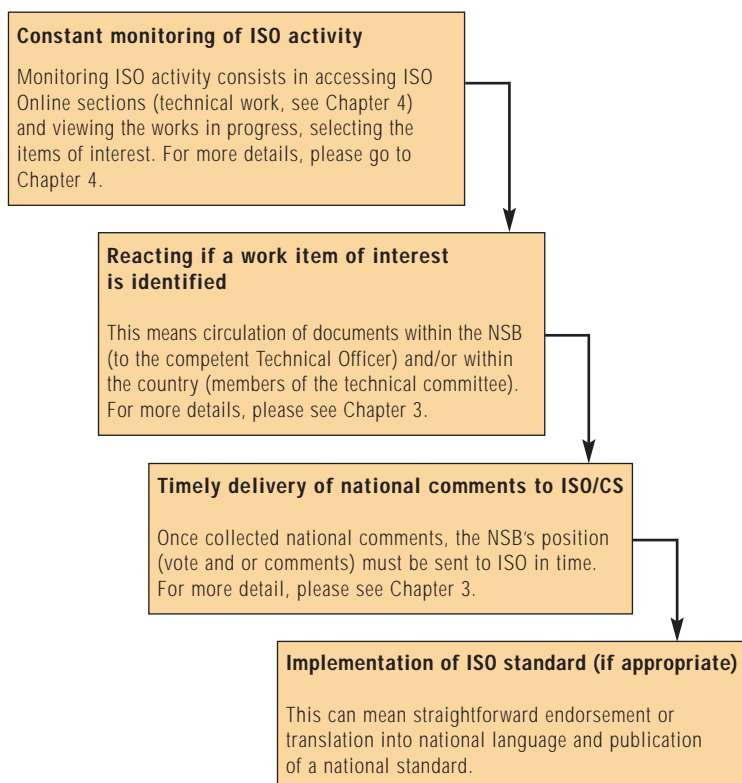 Constant monitoring of ISO activity
Monitoring ISO activity consists in accessing ISO
Online sections (technical work, see Chapter 4)
and viewing the works in progress, selecting the
items of interest. For more details, please go to
Chapter 4.
Reacting if a work item of interest
is identified
This means circulation of documents within the NSB
(to the competent Technical Officer) and/or within
the country (members of the technical committee).
For more details, please see Chapter 3.
Timely delivery of national comments to ISO/CS
Once collected national comments, the NSB's position
(vote and or comments) must be sent to ISO in time.
For more detail, please see Chapter 3.
Implementation of ISO standard (if appropriate)
This can mean straightforward endorsement or
translation into national language and publication
of a national standard.